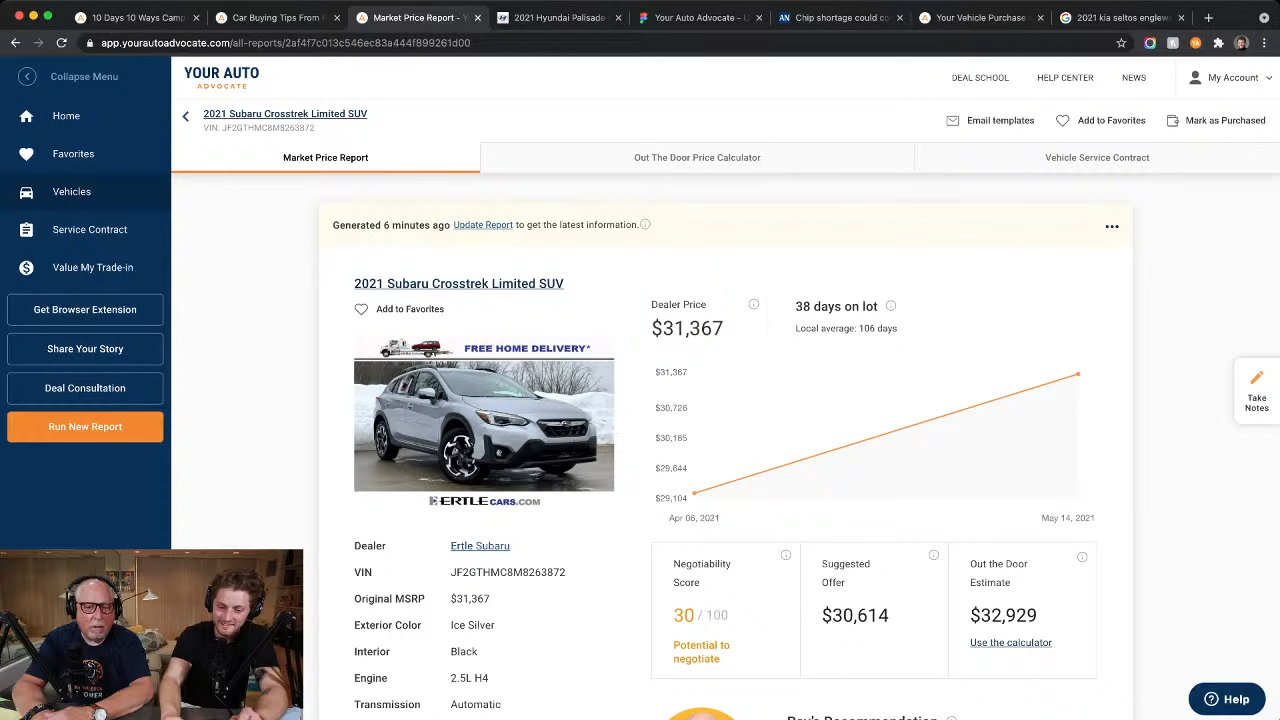 10 Days 10 Ways Camp
Car Buying Tips From
Market Price Report -
2021 Hyundai Palisade
Your Auto Advocate –
Chip shortage could co
Your Vehicle Purchase
2021 kia seltos englew
app.yourautoadvocate.com/all-reports/2af4f7c013c546ec83a444f899261d00
Collapse Menu
YOUR AUTO
ADVOCATE
DEAL SCHOOL
HELP CENTER
NEWS
My Account
Home
Favorites
Vehicles
Service Contract
Value My Trade-in
Get Browser Extension
Share Your Story
Deal Consultation
Run New Report
2021 Subaru Crosstrek Limited SUV
VIN: JF2GTHMC8M8263872
Email templates
Add to Favorites
Mark as Purchased
Market Price Report
Out The Door Price Calculator
Vehicle Service Contract
Generated 6 minutes ago Update Report to get the latest information.
2021 Subaru Crosstrek Limited SUV
Add to Favorites
FREE HOME DELIVERY*
ERTLECARS.COM
Dealer Price
$31,367
38 days on lot
Local average: 106 days
$31,367
$30,726
$30,185
$29,644
$29,104
Apr 06, 2021
May 14, 2021
Take
Notes
Dealer Ertle Subaru
VIN JF2GTHMC8M8263872
Original MSRP $31,367
Exterior Color Ice Silver
Interior Black
Engine 2.5L H4
Transmission Automatic
Negotiability
Score
30 / 100
Potential to
negotiate
Suggested
Offer
$30,614
Out the Door
Estimate
$32,929
Use the calculator
Ray's Recommendation
Help